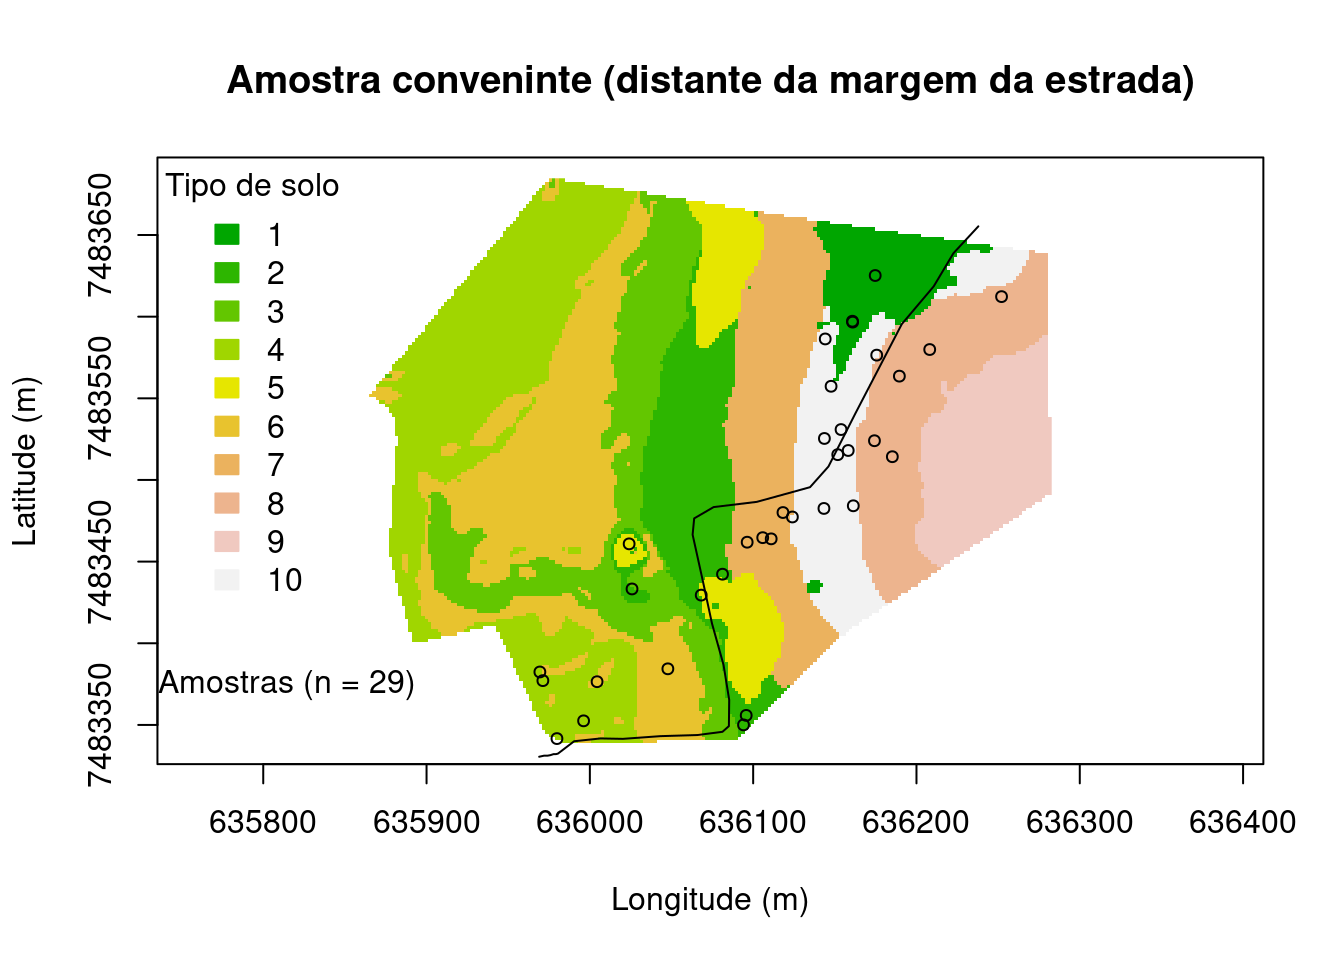 Amostra conveninte (distante da margem da estrada)
Tipo de solo
1
2
3
4
5
6
7
8
9
10
Amostras (n = 29)
7483650
7483550
7483450
7483350
Latitude (m)
635800 635900 636000 636100 636200 636300 636400
Longitude (m)